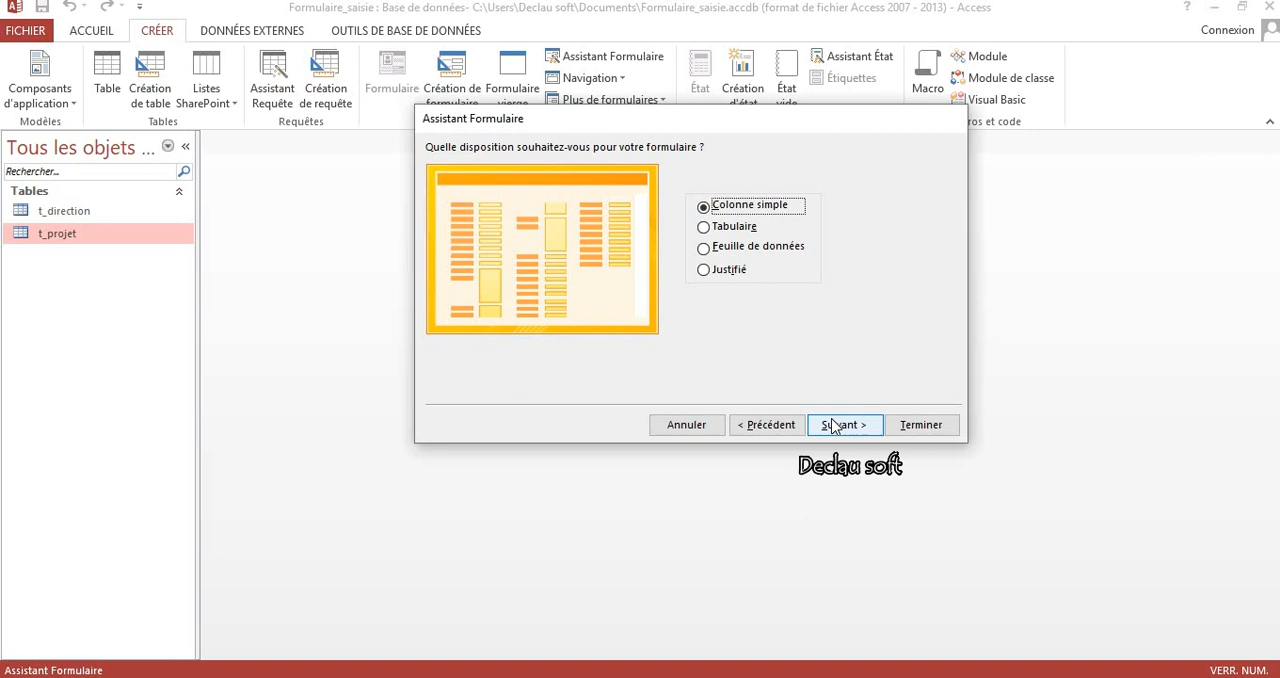 Formulaire_saisie : Base de données- C:\Users\Declau soft\Documents\Formulaire_saisie.accdb (format de fichier Access 2007 - 2013) - Access
FICHIER ACCUEIL CRÉER DONNÉES EXTERNES OUTILS DE BASE DE DONNÉES Connexion
Composants d'application
Modèles
Table
Création de table
Listes SharePoint
Tables
Assistant Requête
Création de requête
Requêtes
Formulaire
Création de formulaire
Formulaire vierge
Assistant Formulaire
Navigation
Plus de formulaires
État
Création d'état
État vide
Assistant État
Étiquettes
Macro
Module
Module de classe
Visual Basic
ros et code
Tous les objets ...
Rechercher...
Tables
t_direction
t_projet
Assistant Formulaire
Quelle disposition souhaitez-vous pour votre formulaire ?
Colonne simple
Tabulaire
Feuille de données
Justifié
Annuler < Précédent Suivant > Terminer
Declau soft
Assistant Formulaire
VERR. NUM.